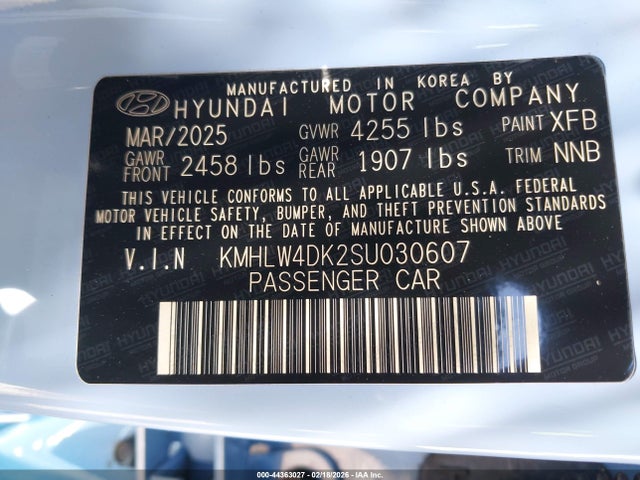 MANUFACTURED IN KOREA BY
HYUNDAI MOTOR COMPANY
MAR/2025 GVWR 4255 lbs PAINT XFB
GAWR FRONT 2458 lbs GAWR REAR 1907 lbs TRIM NNB
THIS VEHICLE CONFORMS TO ALL APPLICABLE U.S.A. FEDERAL
MOTOR VEHICLE SAFETY, BUMPER, AND THEFT PREVENTION STANDARDS
IN EFFECT ON THE DATE OF MANUFACTURE SHOWN ABOVE
V.I.N KMHLW4DK2SU030607
PASSENGER CAR
000-44363027 - 02/18/2026 - IAA Inc.